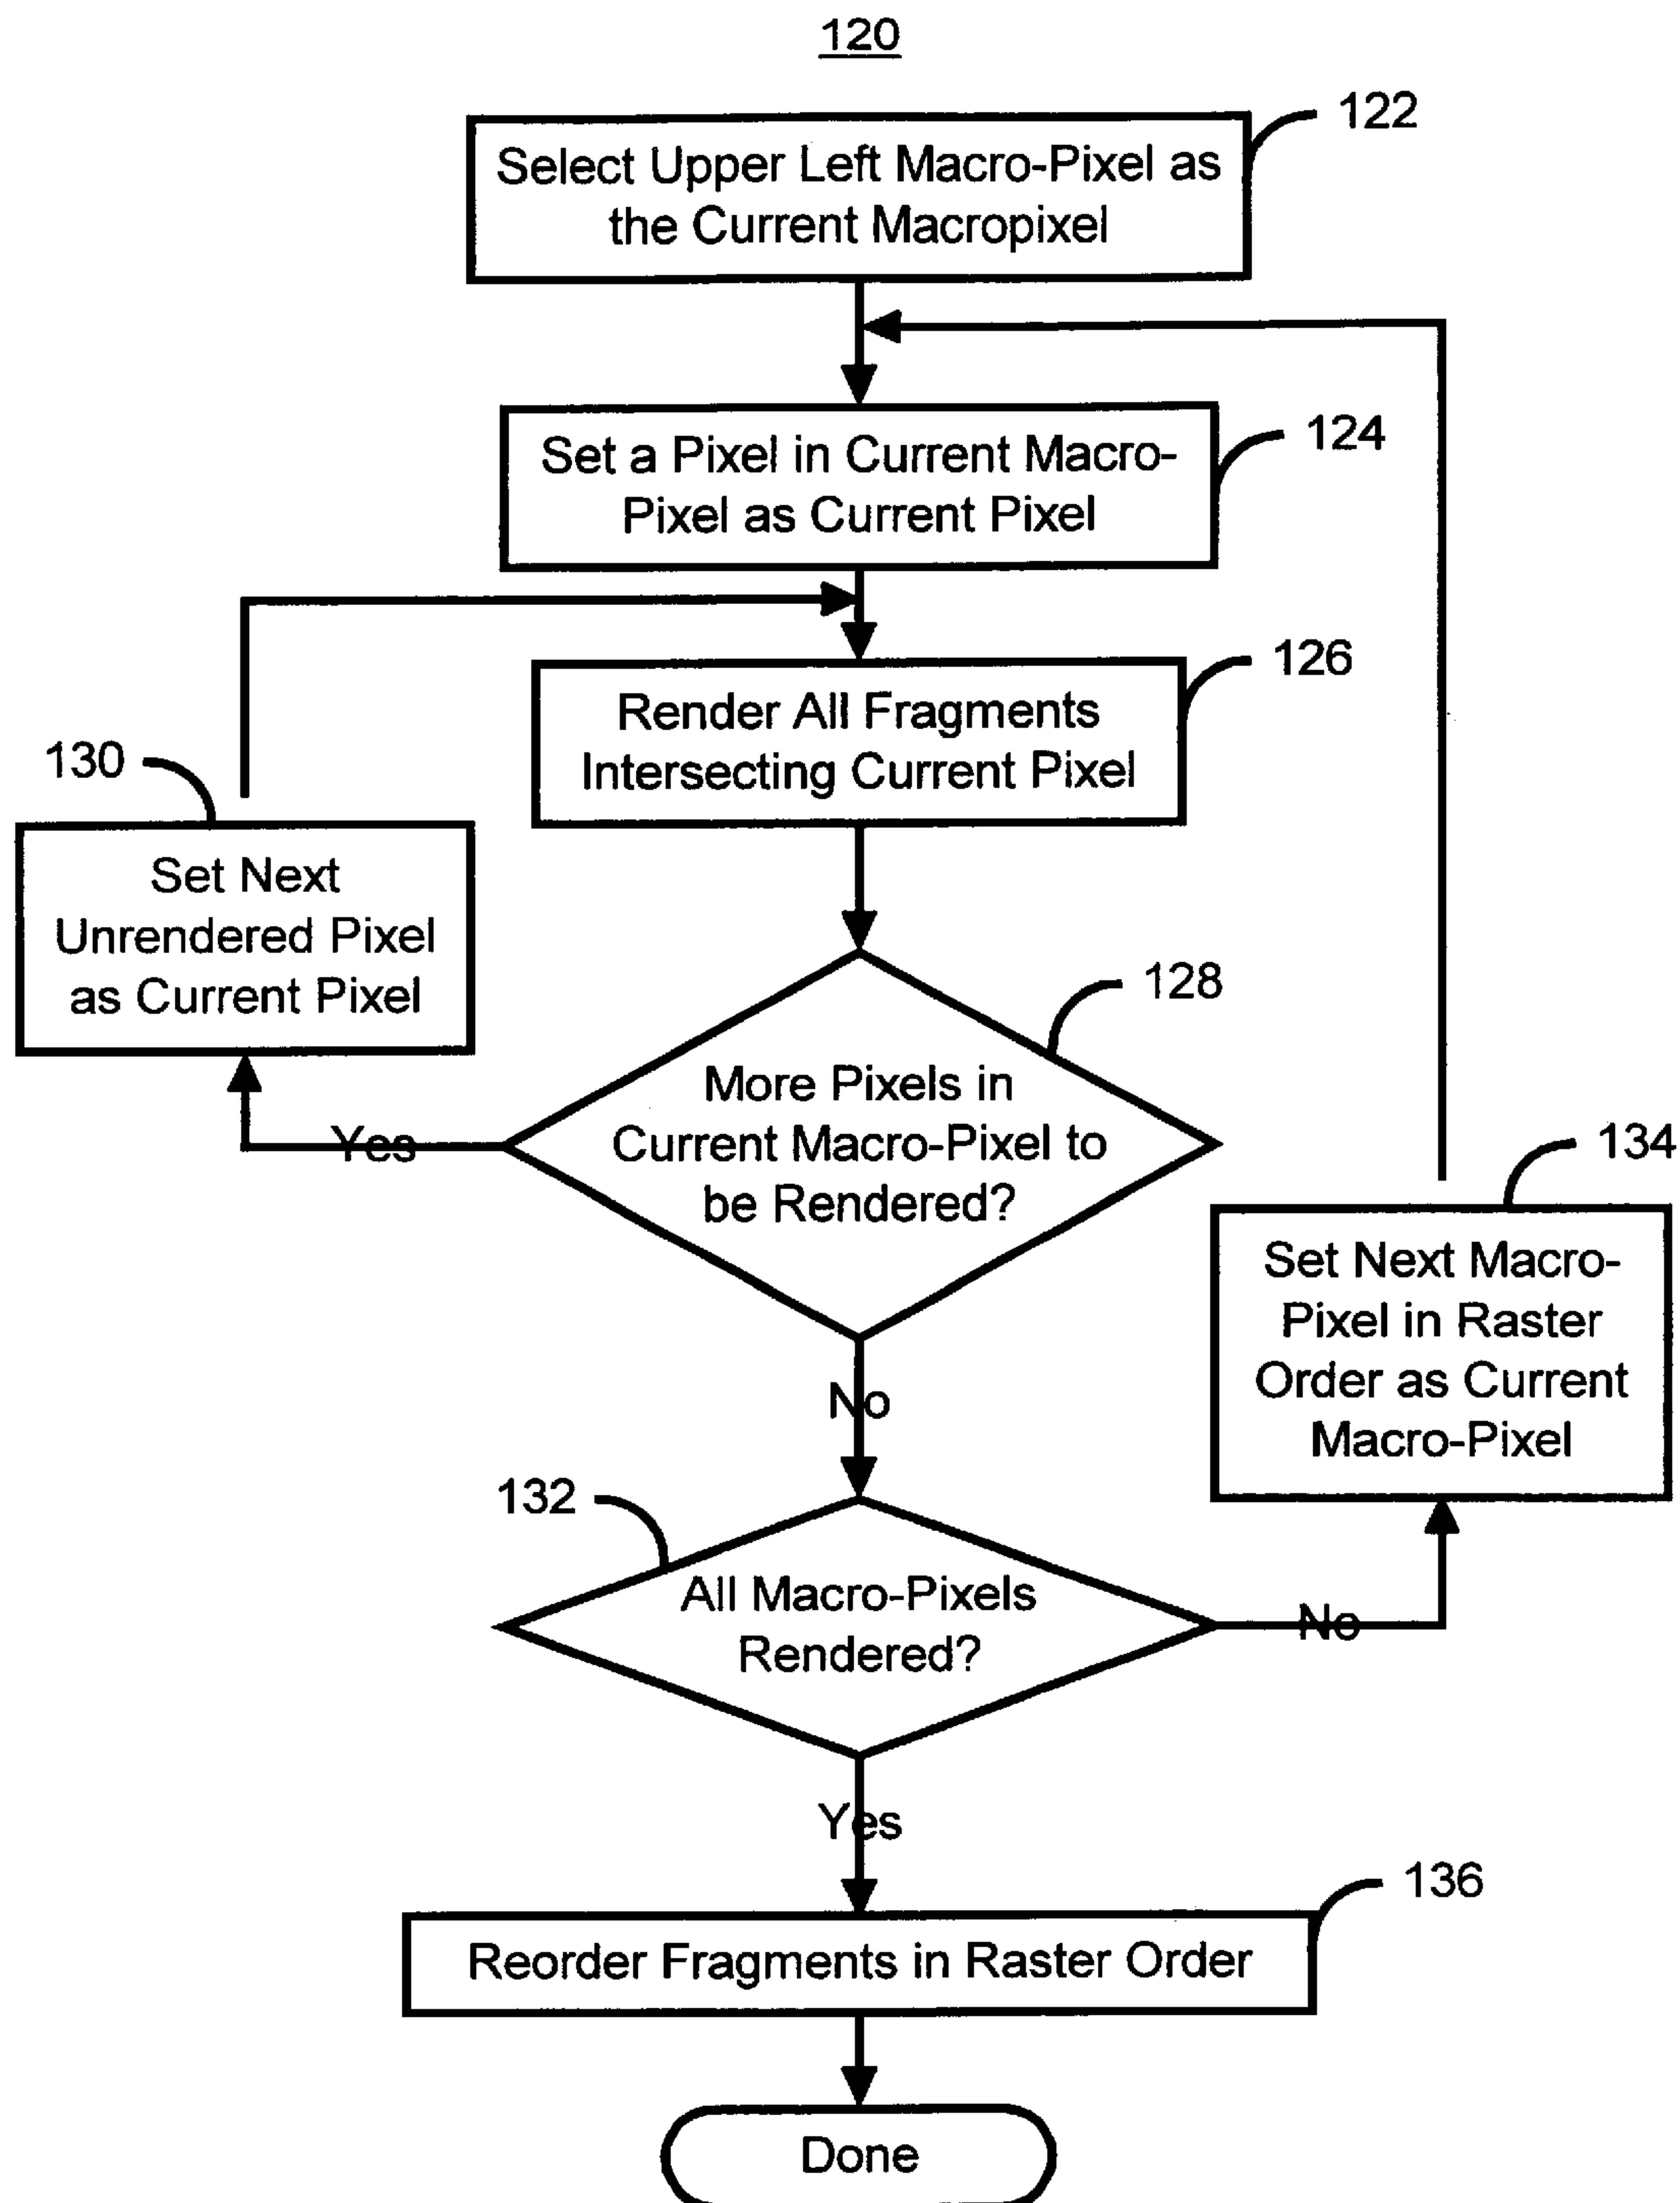 120
122
Select Upper Left Macro-Pixel as
the Current Macropixel
124
Set a Pixel in Current Macro-
Pixel as Current Pixel
126
Render All Fragments
Intersecting Current Pixel
130
Set Next
Unrendered Pixel
as Current Pixel
128
More Pixels in
Current Macro-Pixel to
be Rendered?
Yes
134
Set Next Macro-
Pixel in Raster
Order as Current
Macro-Pixel
No
132
All Macro-Pixels
Rendered?
No
Yes
136
Reorder Fragments in Raster Order
Done